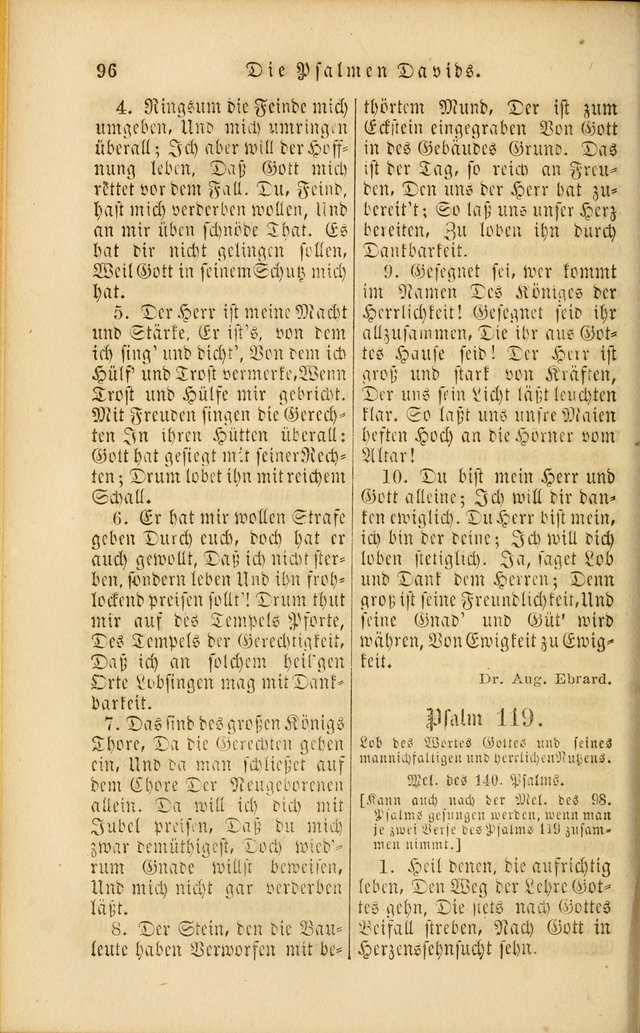 96 Die Psalmen Davids.
4. Ringsum die Feinde mich
umgeben, Und mich umringen
überall; Ich aber will der Hoff-
nung leben, Daß Gott mich
rettet vor dem Fall. Du, Feind,
hast mich verderben wollen, Und
an mir üben schnöde That. Es
hat dir nicht gelingen sollen,
Weil Gott in seinem Schutz mich
hat.
5. Der Herr ist meine Macht
und Stärke, Er ist's, von dem
ich sing' und dicht', Von dem ich
Hülf' und Trost vermerke, Wenn
Trost und Hülfe mir gebricht.
Mit Freuden singen die Gerech-
ten In ihren Hütten überall:
Gott hat gesiegt mit seiner Rech-
ten; Drum lobet ihn mit reichem
Schall.
6. Er hat mir wollen Strafe
geben Durch euch, doch hat er
auch gewollt, Daß ich nicht ster-
ben, sondern leben Und ihn froh-
lockend preisen sollt'! Drum thut
mir auf des Tempels Pforte,
Des Tempels der Gerechtigkeit,
Daß ich an solchem heil'gen
Orte Lobsingen mag mit Dank-
barkeit.
7. Das sind des großen Königs
Thore, Da die Gerechten gehen
ein, Und da man schließet auf
dem Chore Der Neugeborenen
allein. Da will ich dich mit
Jubel preisen, Daß du mich
zwar demüthigest, Doch wied'-
rum Gnade willst beweisen,
Und mich nicht gar verderben
läßt.
8. Der Stein, den die Bau-
leute haben Verworfen mit be-
thörtem Mund, Der ist zum
Eckstein eingegraben Von Gott
in des Gebäudes Grund. Das
ist der Tag, so reich an Freu-
den, Den uns der Herr hat zu-
bereit't; So laß uns unser Herz
bereiten, Zu loben ihn durch
Dankbarkeit.
9. Gesegnet sei, wer kommt
im Namen Des Königes der
Herrlichkeit! Gesegnet seid ihr
allzusammen, Die ihr aus Got-
tes Hause seid! Der Herr ist
groß und stark von Kräften,
Der uns sein Licht läßt leuchten
klar. So laßt uns unsre Maien
heften Hoch an die Hörner vom
Altar!
10. Du bist mein Herr und
Gott alleine; Ich will dir dan-
ken ewiglich. Du Herr bist mein,
ich bin der deine; Und dich will
loben stetiglich. Ja, saget Lob
und Dank dem Herren; Denn
groß ist seine Freundlichkeit, Und
seine Gnad' und Güt' wird
währen, Von Ewigkeit zu Ewig-
keit.
Dr. Aug. Ebrard.
Psalm 119.
Lob des Wortes Gottes und seines
mannichfaltigen und herrlichen Nutzens.
Mel. des 140. Psalms.
[Kann auch nach der Mel. des 98.
Psalms gesungen werden, wenn man
je zwei Verse des Psalms 119 zusam-
men nimmt.]
1. Heil denen, die aufrichtig
leben, Den Weg der Lehre Got-
tes gehn, Die stets nach Gottes
Beifall streben, Nach Gott in
Herzenssehnsucht sehn.